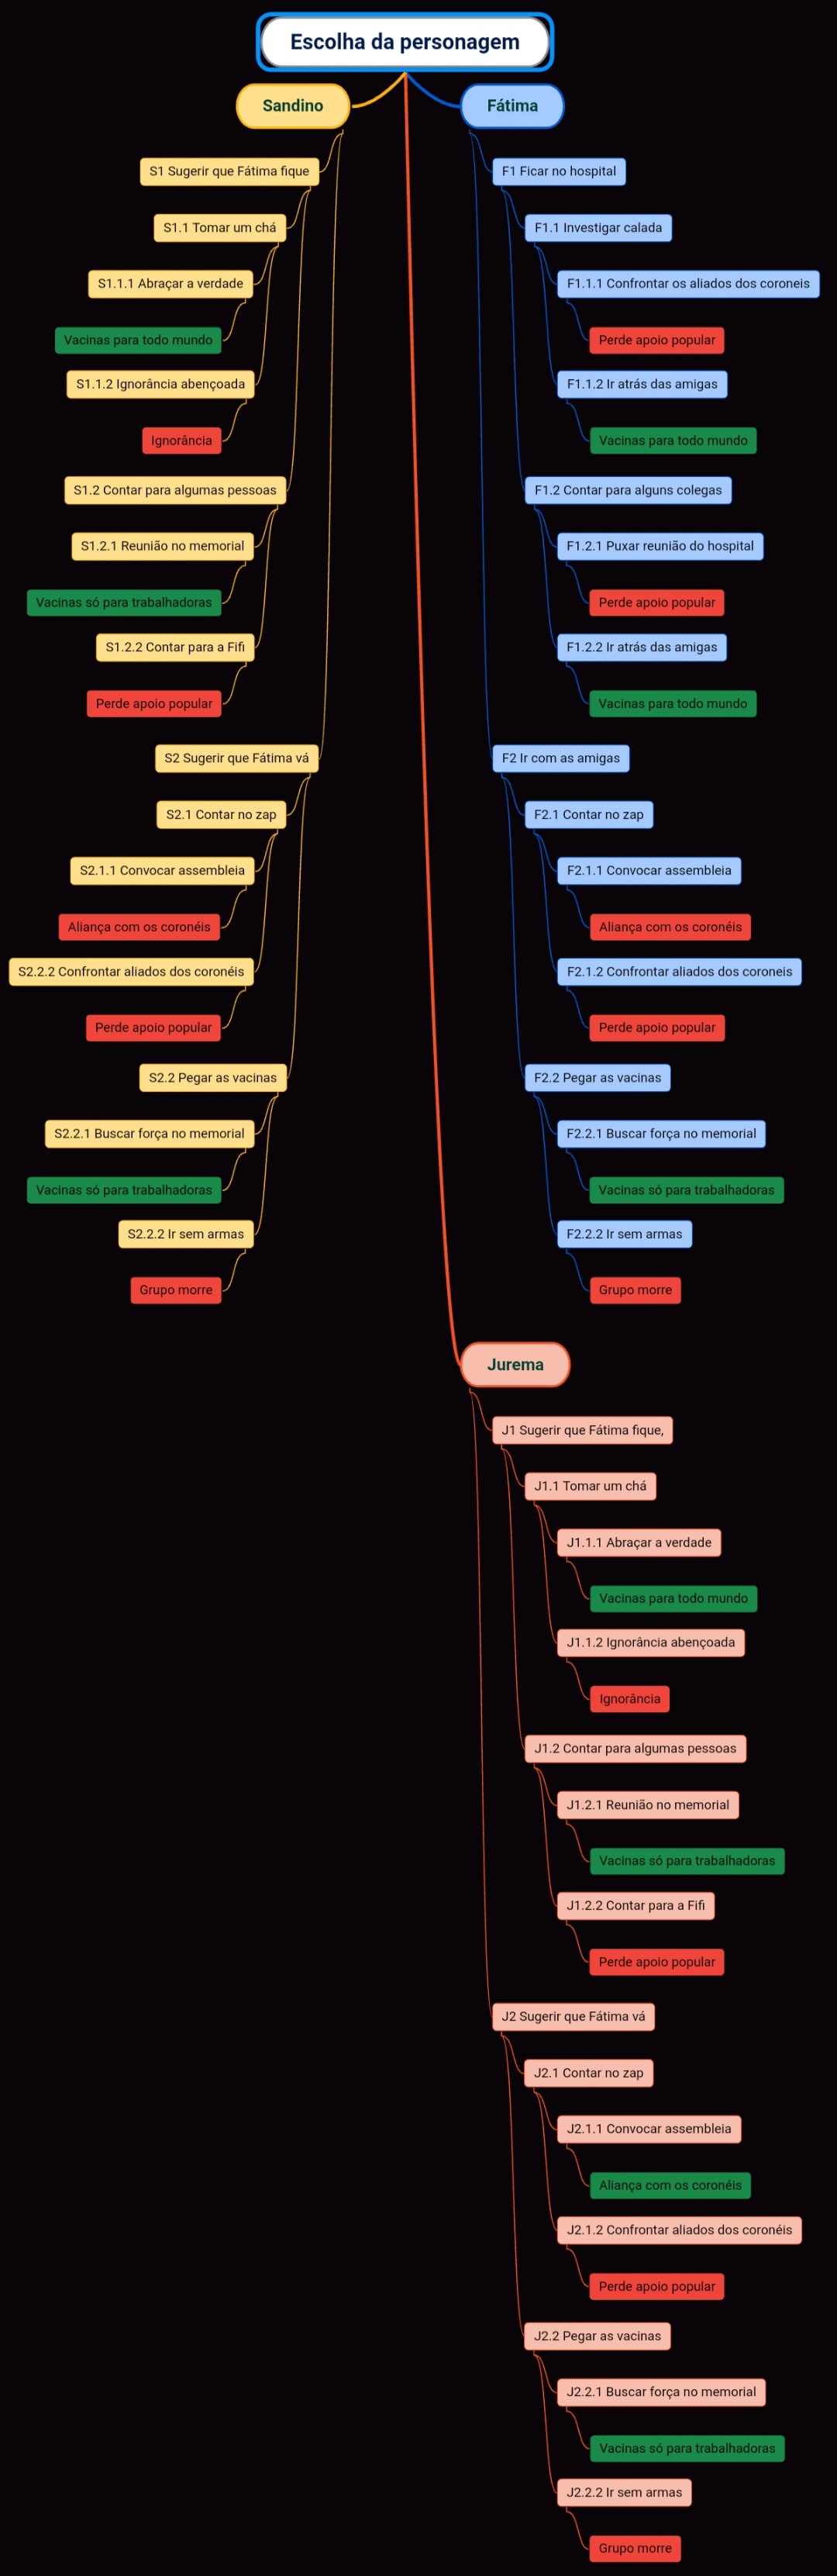 Escolha da personagem
Sandino
S1 Sugerir que Fátima fique
S1.1 Tomar um chá
S1.1.1 Abraçar a verdade
Vacinas para todo mundo
S1.1.2 Ignorância abençoada
Ignorância
S1.2 Contar para algumas pessoas
S1.2.1 Reunião no memorial
Vacinas só para trabalhadoras
S1.2.2 Contar para a Fifi
Perde apoio popular
S2 Sugerir que Fátima vá
S2.1 Contar no zap
S2.1.1 Convocar assembleia
Aliança com os coronéis
S2.2.2 Confrontar aliados dos coronéis
Perde apoio popular
S2.2 Pegar as vacinas
S2.2.1 Buscar força no memorial
Vacinas só para trabalhadoras
S2.2.2 Ir sem armas
Grupo morre
Fátima
F1 Ficar no hospital
F1.1 Investigar calada
F1.1.1 Confrontar os aliados dos coroneis
Perde apoio popular
F1.1.2 Ir atrás das amigas
Vacinas para todo mundo
F1.2 Contar para alguns colegas
F1.2.1 Puxar reunião do hospital
Perde apoio popular
F1.2.2 Ir atrás das amigas
Vacinas para todo mundo
F2 Ir com as amigas
F2.1 Contar no zap
F2.1.1 Convocar assembleia
Aliança com os coronéis
F2.1.2 Confrontar aliados dos coroneis
Perde apoio popular
F2.2 Pegar as vacinas
F2.2.1 Buscar força no memorial
Vacinas só para trabalhadoras
F2.2.2 Ir sem armas
Grupo morre
Jurema
J1 Sugerir que Fátima fique,
J1.1 Tomar um chá
J1.1.1 Abraçar a verdade
Vacinas para todo mundo
J1.1.2 Ignorância abençoada
Ignorância
J1.2 Contar para algumas pessoas
J1.2.1 Reunião no memorial
Vacinas só para trabalhadoras
J1.2.2 Contar para a Fifi
Perde apoio popular
J2 Sugerir que Fátima vá
J2.1 Contar no zap
J2.1.1 Convocar assembleia
Aliança com os coronéis
J2.1.2 Confrontar aliados dos coronéis
Perde apoio popular
J2.2 Pegar as vacinas
J2.2.1 Buscar força no memorial
Vacinas só para trabalhadoras
J2.2.2 Ir sem armas
Grupo morre